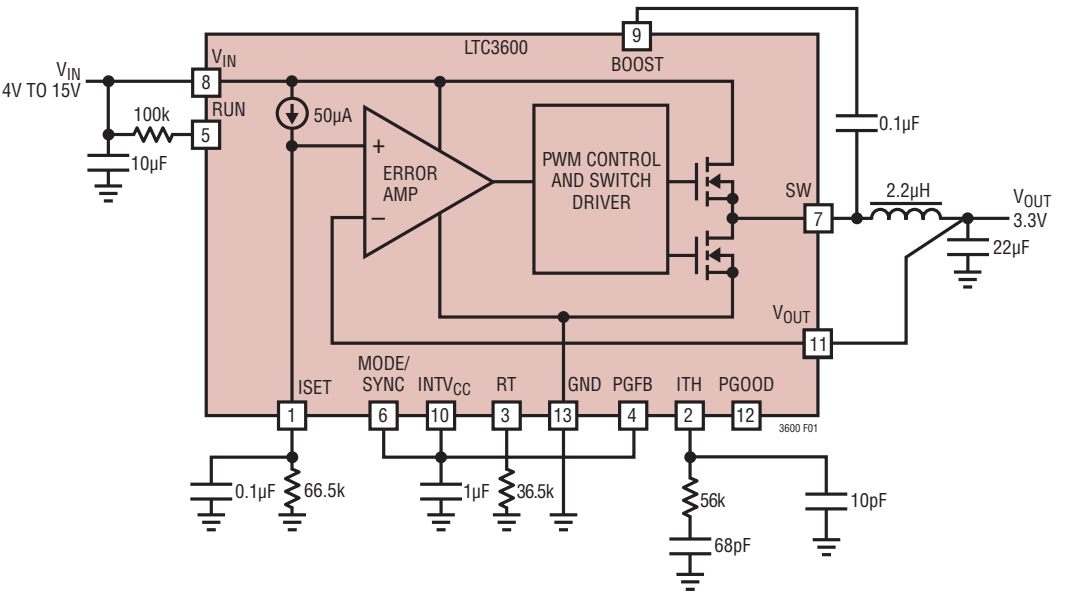 LTC3600
9
BOOST
VIN
4V TO 15V
VIN
8
100k
RUN
5
10µF
50µA
+
–
ERROR
AMP
PWM CONTROL
AND SWITCH
DRIVER
0.1µF
SW
7
2.2µH
VOUT
3.3V
22µF
VOUT
11
ISET
MODE/
SYNC
INTVCC
RT
GND
PGFB
ITH
PGOOD
1
6
10
3
13
4
2
12
3600 F01
0.1µF
66.5k
1µF
36.5k
56k
10pF
68pF